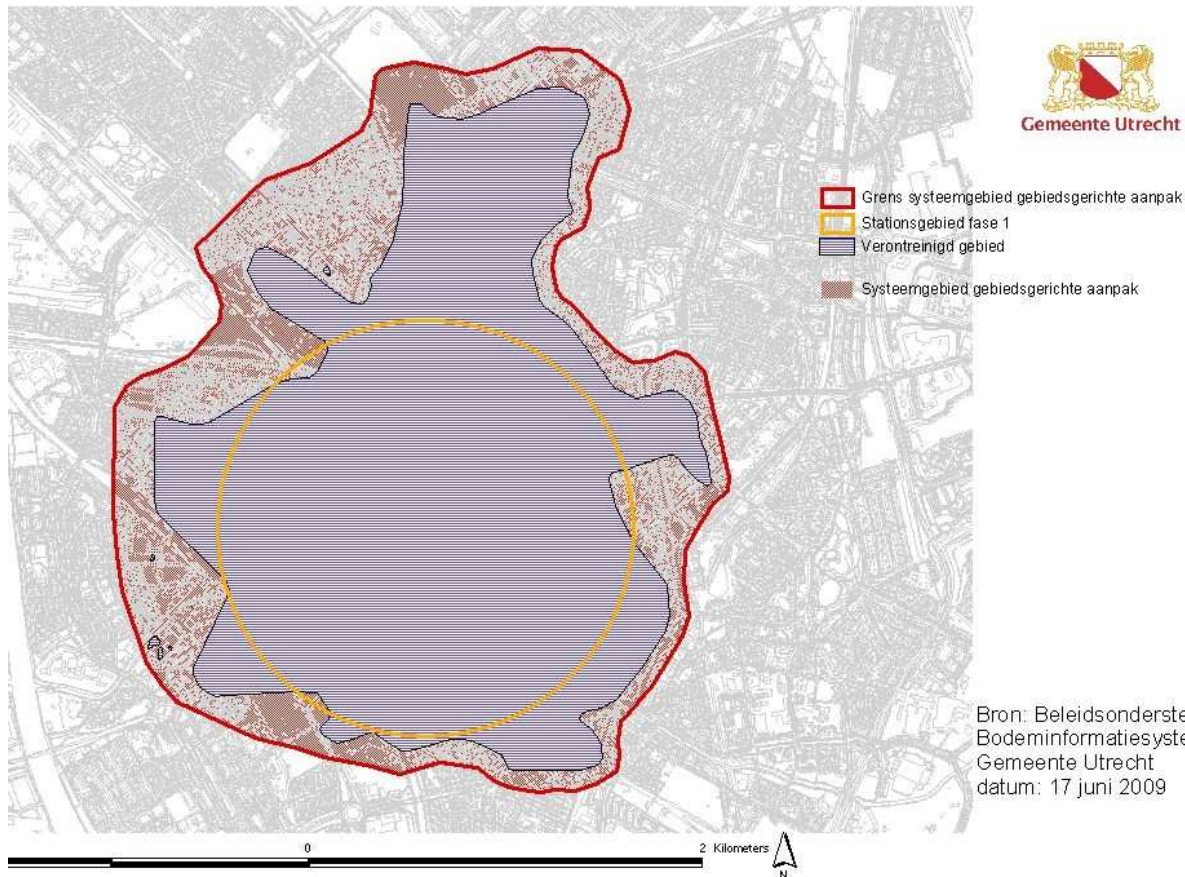 Gemeente Utrecht
Grens systeemgebied gebiedsgerichte aanpak
Stationsgebied fase 1
Verontreinigd gebied
Systeemgebied gebiedsgerichte aanpak
Bron: Beleidsonderste
Bodeminformatiesyste
Gemeente Utrecht
datum: 17 juni 2009
0 2 Kilometers
N